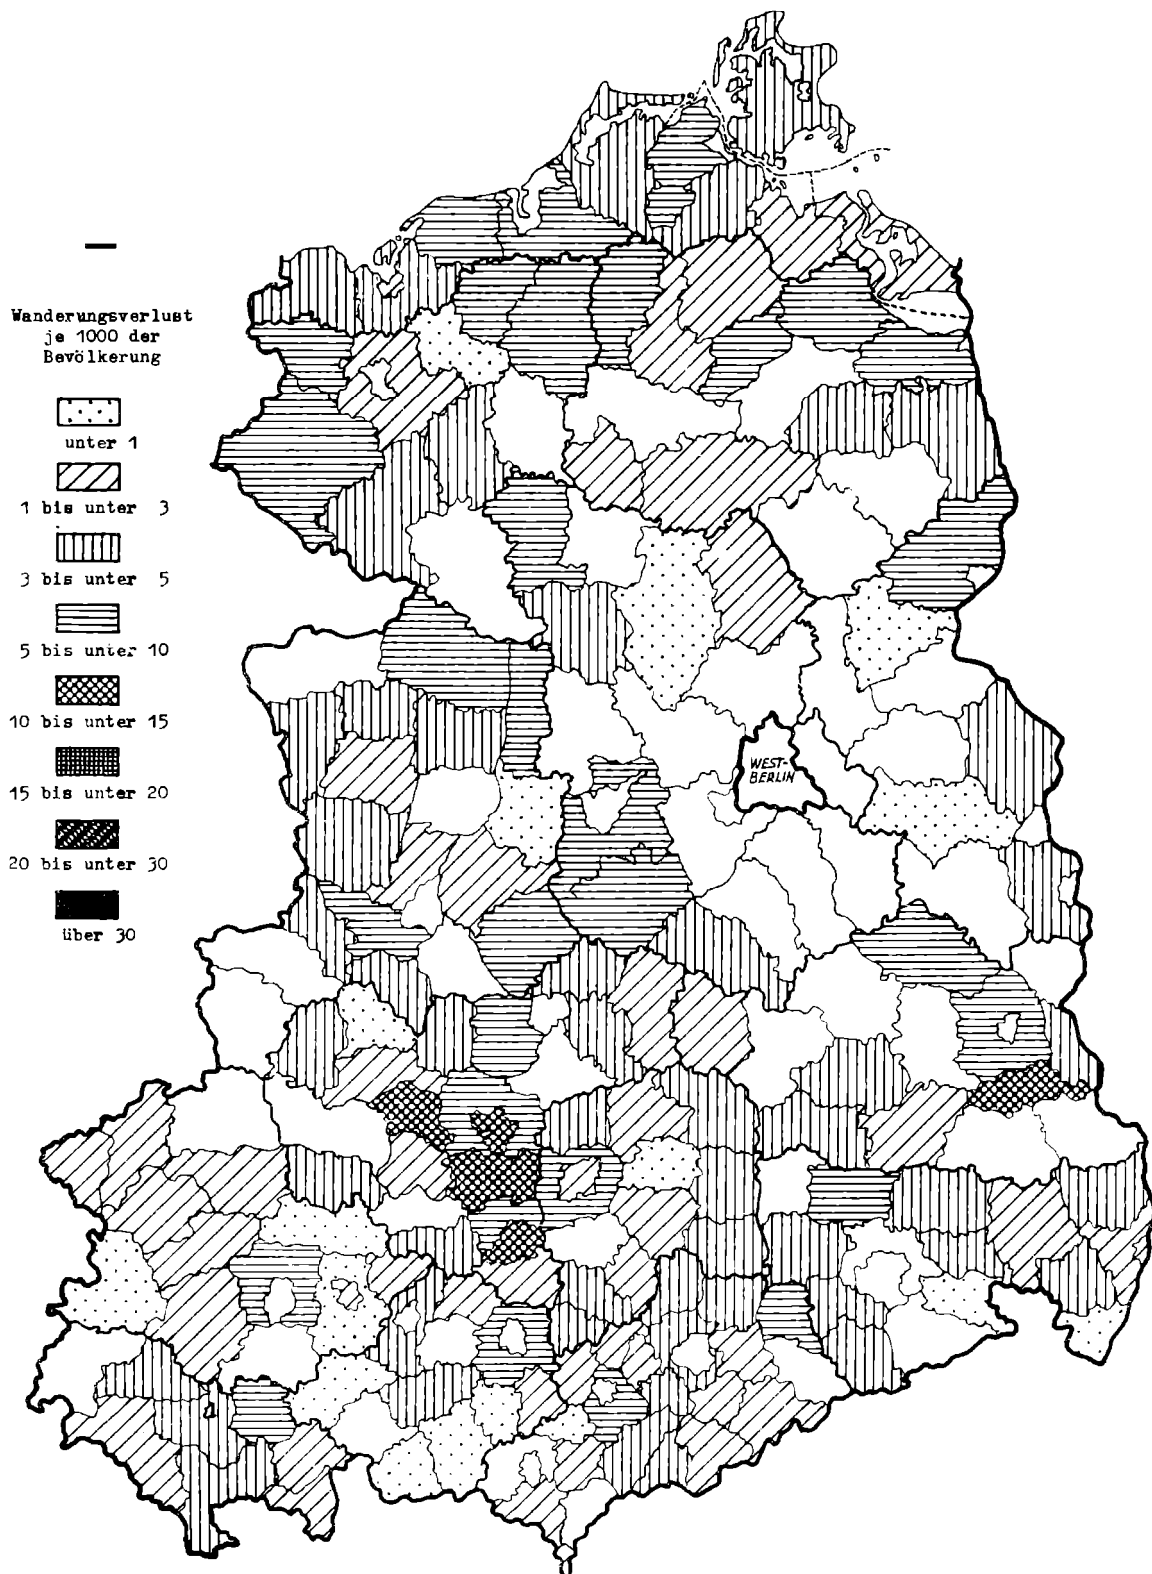 Wanderungsverlust
je 1000 der
Bevölkerung
unter 1
1 bis unter 3
3 bis unter 5
5 bis unter 10
10 bis unter 15
15 bis unter 20
20 bis unter 30
über 30
WEST-
BERLIN